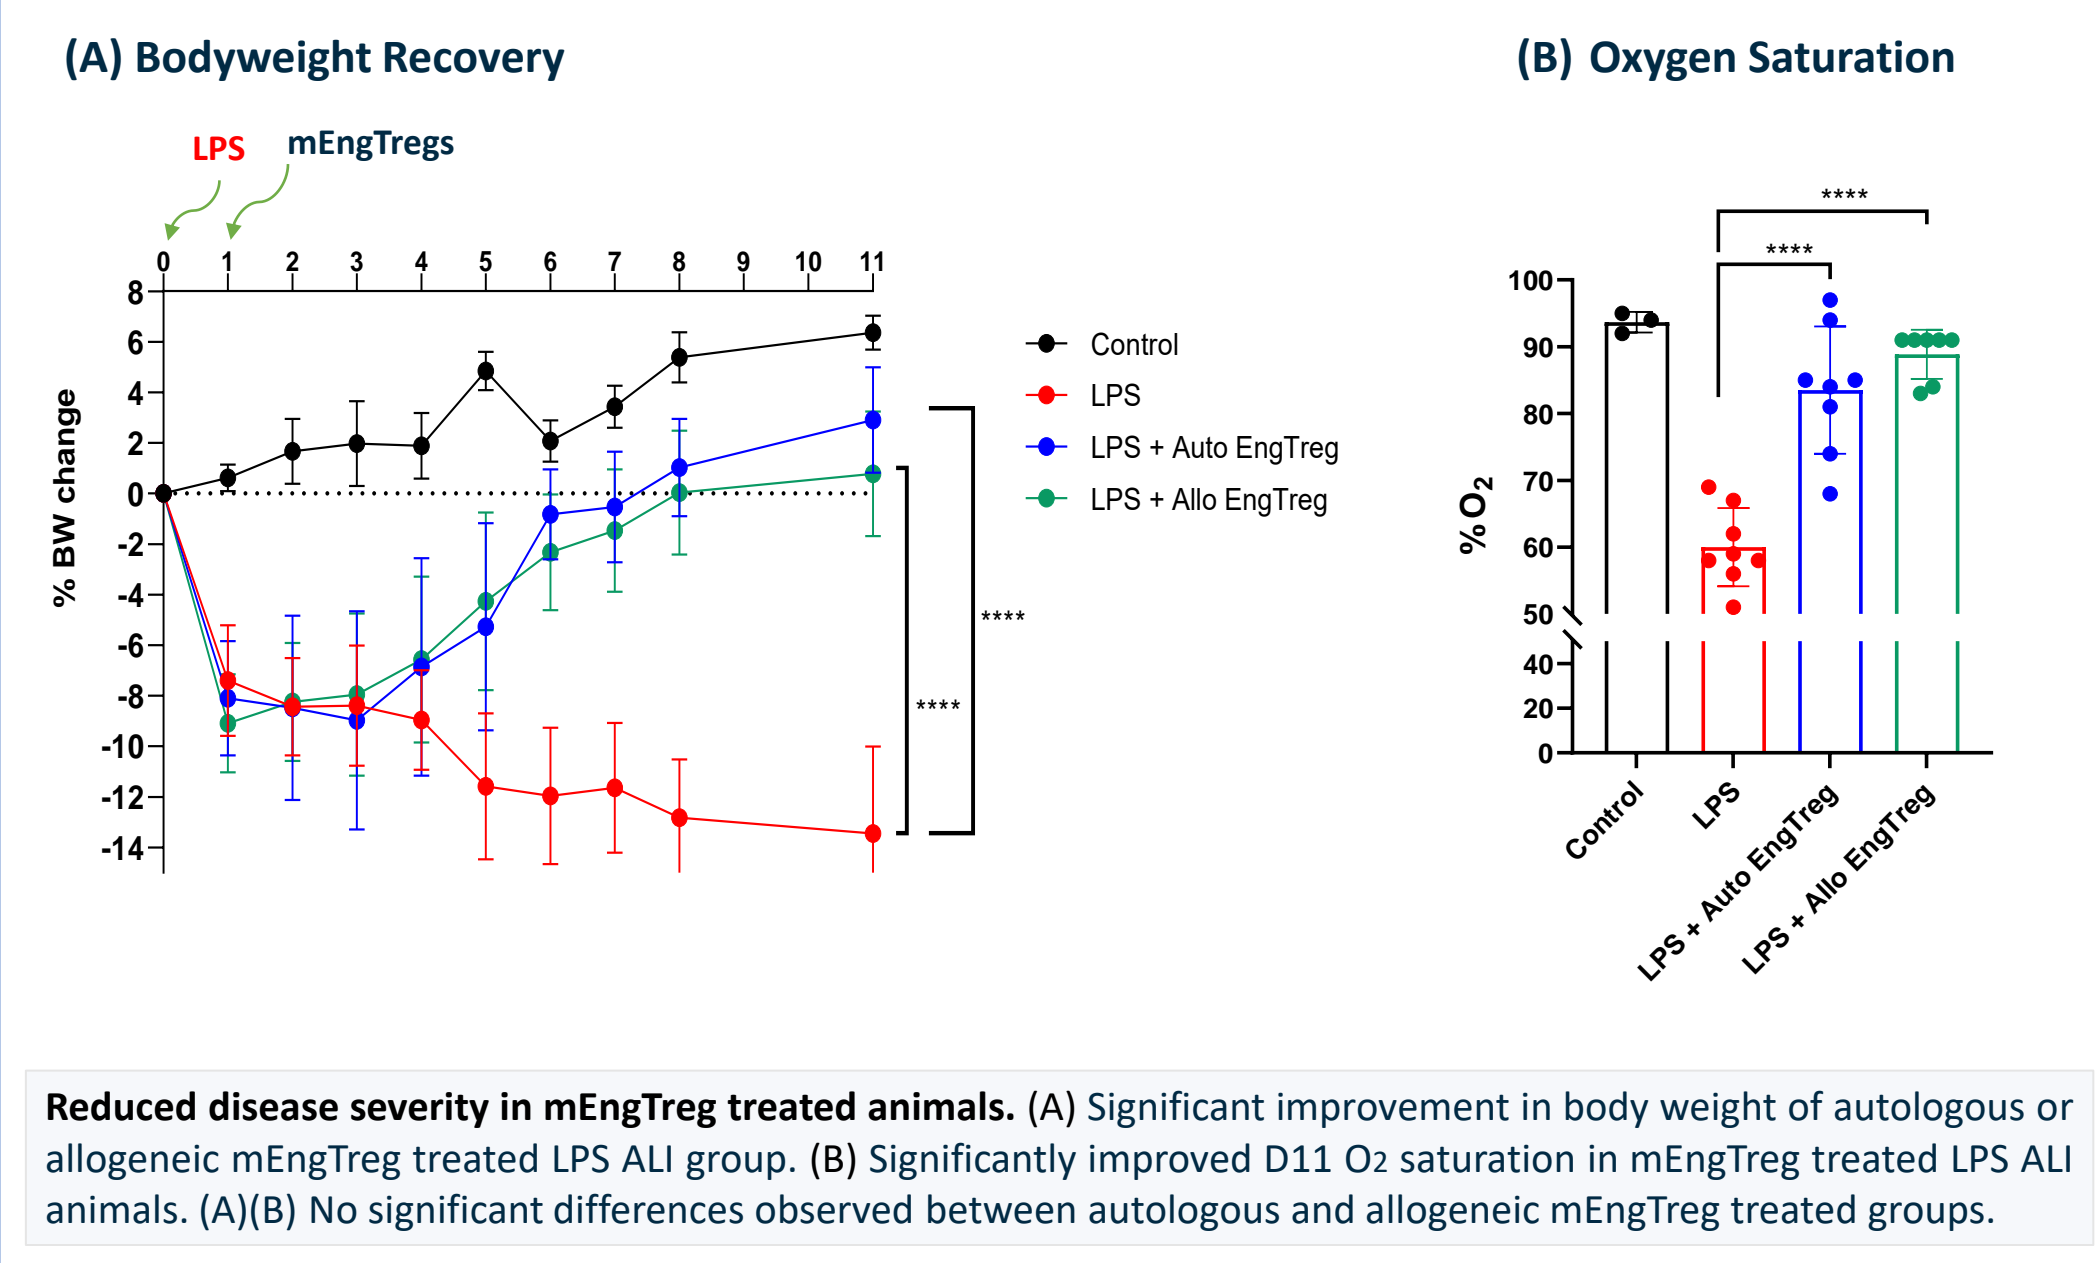 (A) Bodyweight Recovery
LPS
mEngTregs
0 1 2 3 4 5 6 7 8 9 10 11
8
6
4
2
0
-2
-4
-6
-8
-10
-12
-14
% BW change
Control
LPS
LPS + Auto EngTreg
LPS + Allo EngTreg
****
****
(B) Oxygen Saturation
****
****
100
90
80
70
60
50
40
20
0
%O2
Control
LPS
LPS + Auto EngTreg
LPS + Allo EngTreg
Reduced disease severity in mEngTreg treated animals. (A) Significant improvement in body weight of autologous or
allogeneic mEngTreg treated LPS ALI group. (B) Significantly improved D11 O2 saturation in mEngTreg treated LPS ALI
animals. (A)(B) No significant differences observed between autologous and allogeneic mEngTreg treated groups.